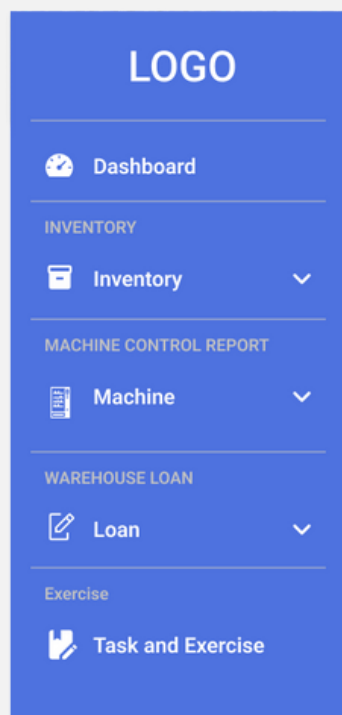 LOGO
Dashboard
INVENTORY
Inventory
MACHINE CONTROL REPORT
Machine
WAREHOUSE LOAN
Loan
Exercise
Task and Exercise